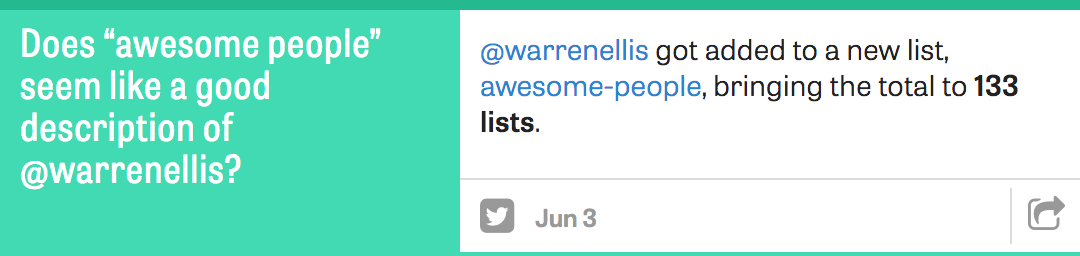 Does “awesome people”
seem like a good
description of
@warrenellis?
@warrenellis got added to a new list,
awesome-people, bringing the total to 133
lists.
Jun 3